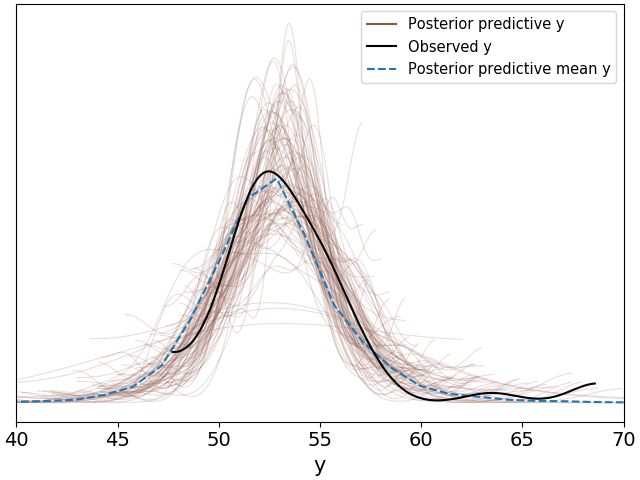 Posterior predictive y
Observed y
Posterior predictive mean y
40 45 50 55 60 65 70
y